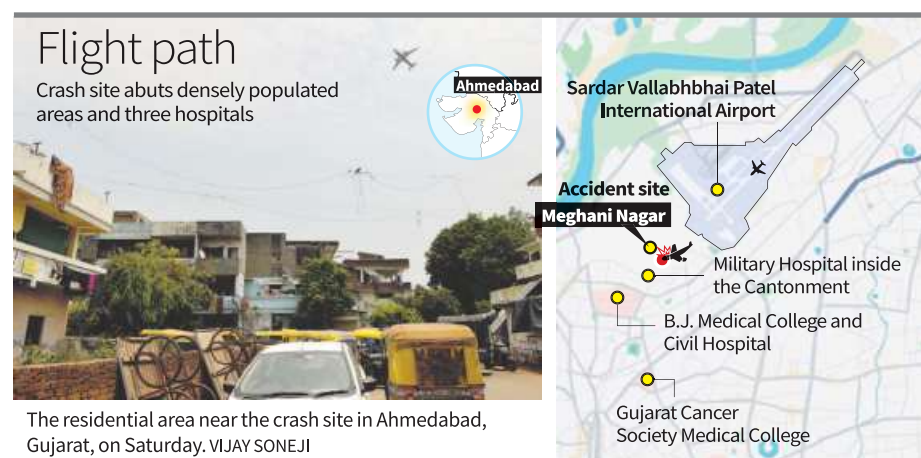 Flight path
Crash site abuts densely populated
areas and three hospitals
Ahmedabad
The residential area near the crash site in Ahmedabad,
Gujarat, on Saturday. VIJAY SONEJI
Sardar Vallabhbhai Patel
International Airport
Accident site
Meghani Nagar
Military Hospital inside
the Cantonment
B.J. Medical College and
Civil Hospital
Gujarat Cancer
Society Medical College